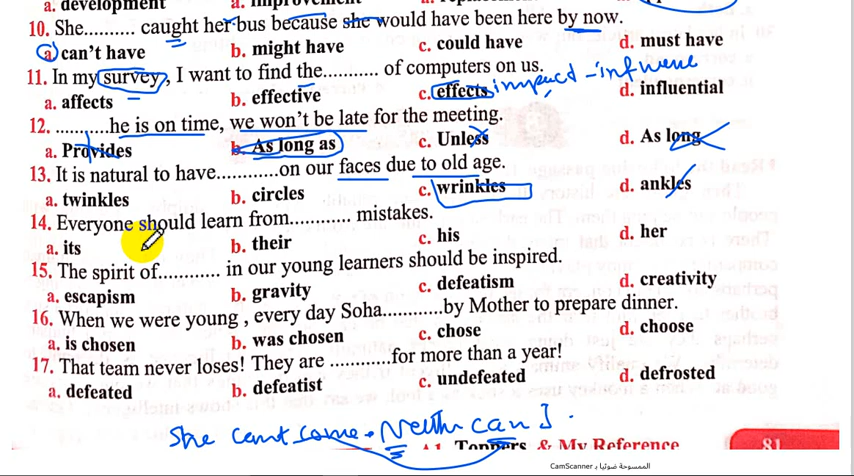 a. development
10. She.......... caught her bus because she would have been here by now.
a. can't have b. might have c. could have d. must have
11. In my survey, I want to find the........... of computers on us.
impact - influence
a. affects b. effective c. effects d. influential
12. ..........he is on time, we won't be late for the meeting.
a. Provides b. As long as c. Unless d. As long
13. It is natural to have............on our faces due to old age.
a. twinkles b. circles c. wrinkles d. ankles
14. Everyone should learn from............ mistakes.
a. its b. their c. his d. her
15. The spirit of............ in our young learners should be inspired.
a. escapism b. gravity c. defeatism d. creativity
16. When we were young , every day Soha...........by Mother to prepare dinner.
a. is chosen b. was chosen c. chose d. choose
17. That team never loses! They are ...........for more than a year!
a. defeated b. defeatist c. undefeated d. defrosted
She can't come. Neither can I.
Toppers & My Reference 81
الممسوحة ضوئيا بـ CamScanner